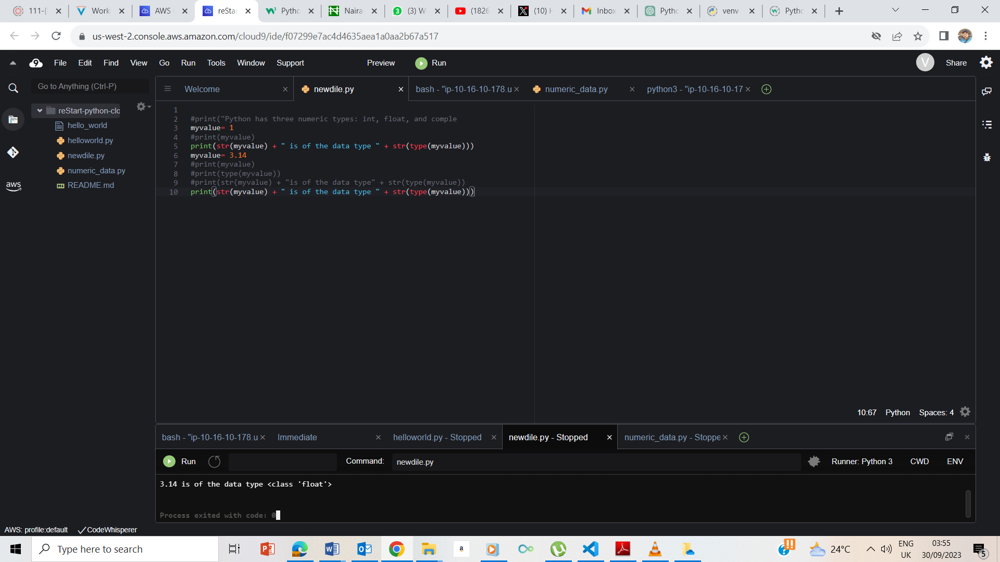 111-[
Work
AWS
reStar
Pytho
Naira
(3) W
(1826
(10) H
Inbox
Pytho
venv
Pytho
us-west-2.console.aws.amazon.com/cloud9/ide/f07299e7ac4d4635aea1a0aa2b67a517
File Edit Find View Go Run Tools Window Support Preview Run V Share
Go to Anything (Ctrl-P)
Welcome
newdile.py
bash - "ip-10-16-10-178.u
numeric_data.py
python3 - "ip-10-16-10-17
reStart-python-clo
hello_world
helloworld.py
newdile.py
numeric_data.py
README.md
aws
1
2 #print("Python has three numeric types: int, float, and comple
3 myvalue= 1
4 #print(myvalue)
5 print(str(myvalue) + " is of the data type " + str(type(myvalue)))
6 myvalue= 3.14
7 #print(myvalue)
8 #print(type(myvalue))
9 #print(str(myvalue) + "is of the data type" + str(type(myvalue))
10 print(str(myvalue) + " is of the data type " + str(type(myvalue)))
10:67 Python Spaces: 4
bash - "ip-10-16-10-178.u
Immediate
helloworld.py - Stopped
newdile.py - Stopped
numeric_data.py - Stoppe
Run Command: newdile.py Runner: Python 3 CWD ENV
3.14 is of the data type <class 'float'>
Process exited with code: 0
AWS: profile:default CodeWhisperer
Type here to search
24°C
ENG
UK
03:55
30/09/2023
5